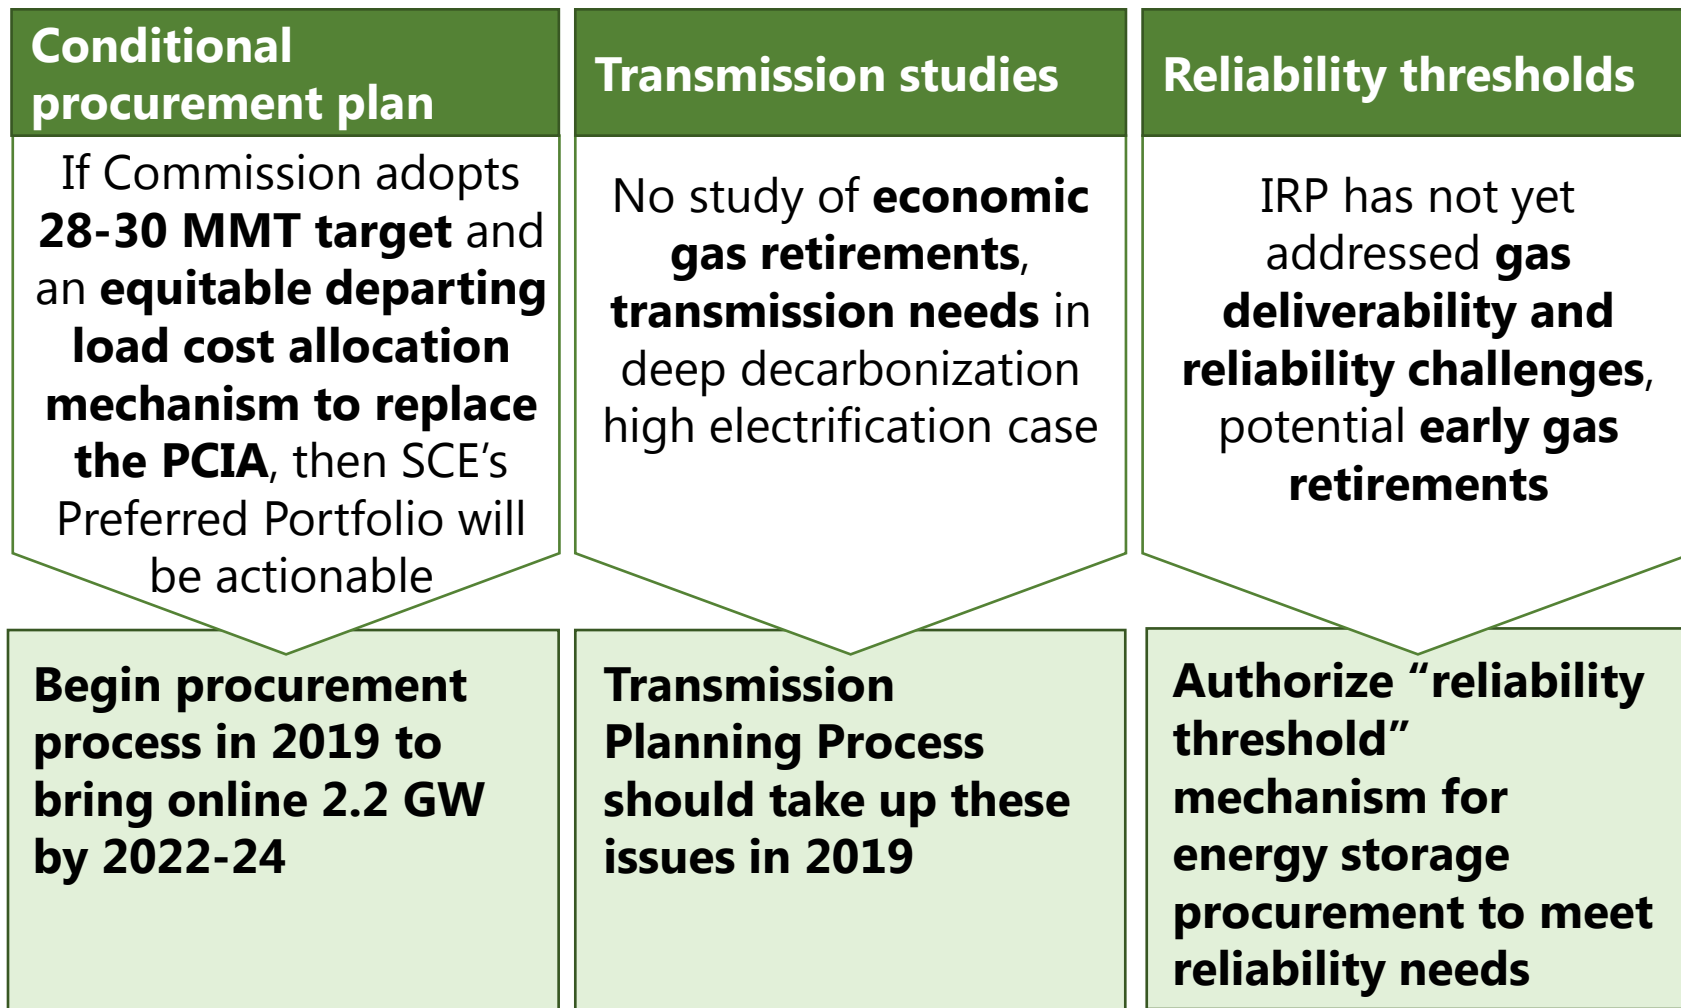 Conditional
procurement plan
If Commission adopts
28-30 MMT target and
an equitable departing
load cost allocation
mechanism to replace
the PCIA, then SCE’s
Preferred Portfolio will
be actionable
Begin procurement
process in 2019 to
bring online 2.2 GW
by 2022-24
Transmission studies
No study of economic
gas retirements,
transmission needs in
deep decarbonization
high electrification case
Transmission
Planning Process
should take up these
issues in 2019
Reliability thresholds
IRP has not yet
addressed gas
deliverability and
reliability challenges,
potential early gas
retirements
Authorize “reliability
threshold”
mechanism for
energy storage
procurement to meet
reliability needs